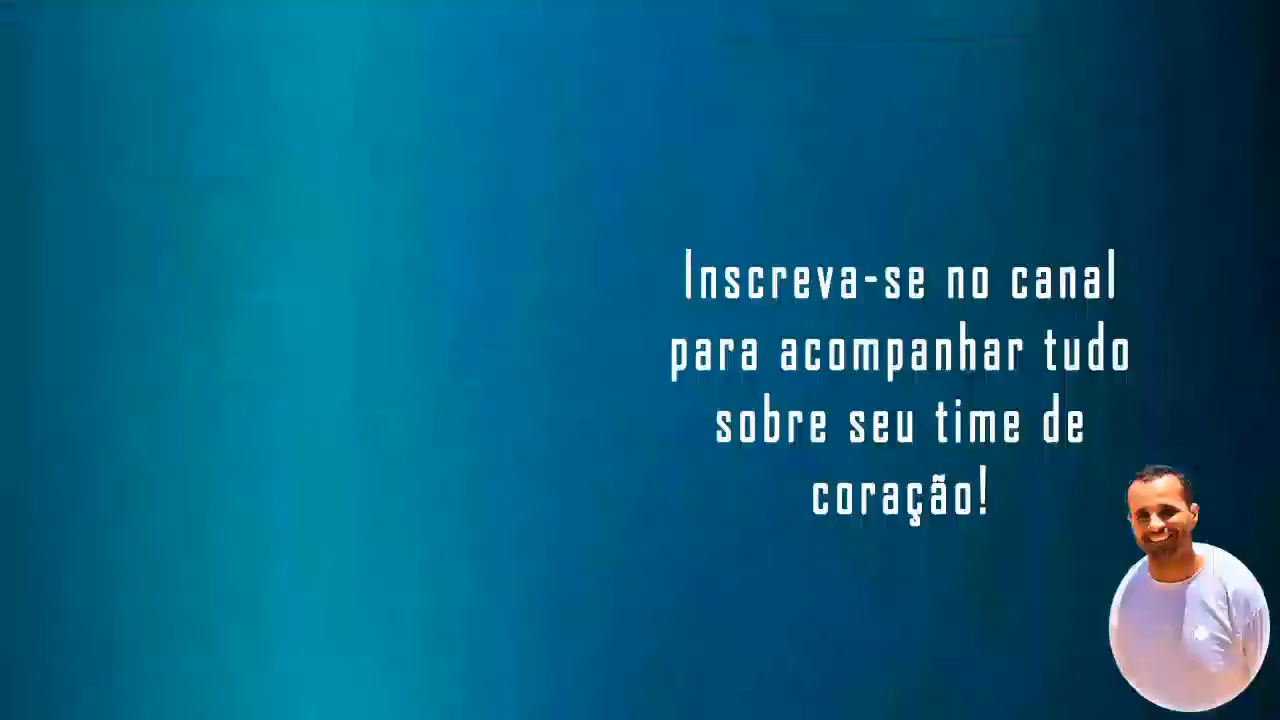 Inscreva-se no canal
para acompanhar tudo
sobre seu time de
coração!